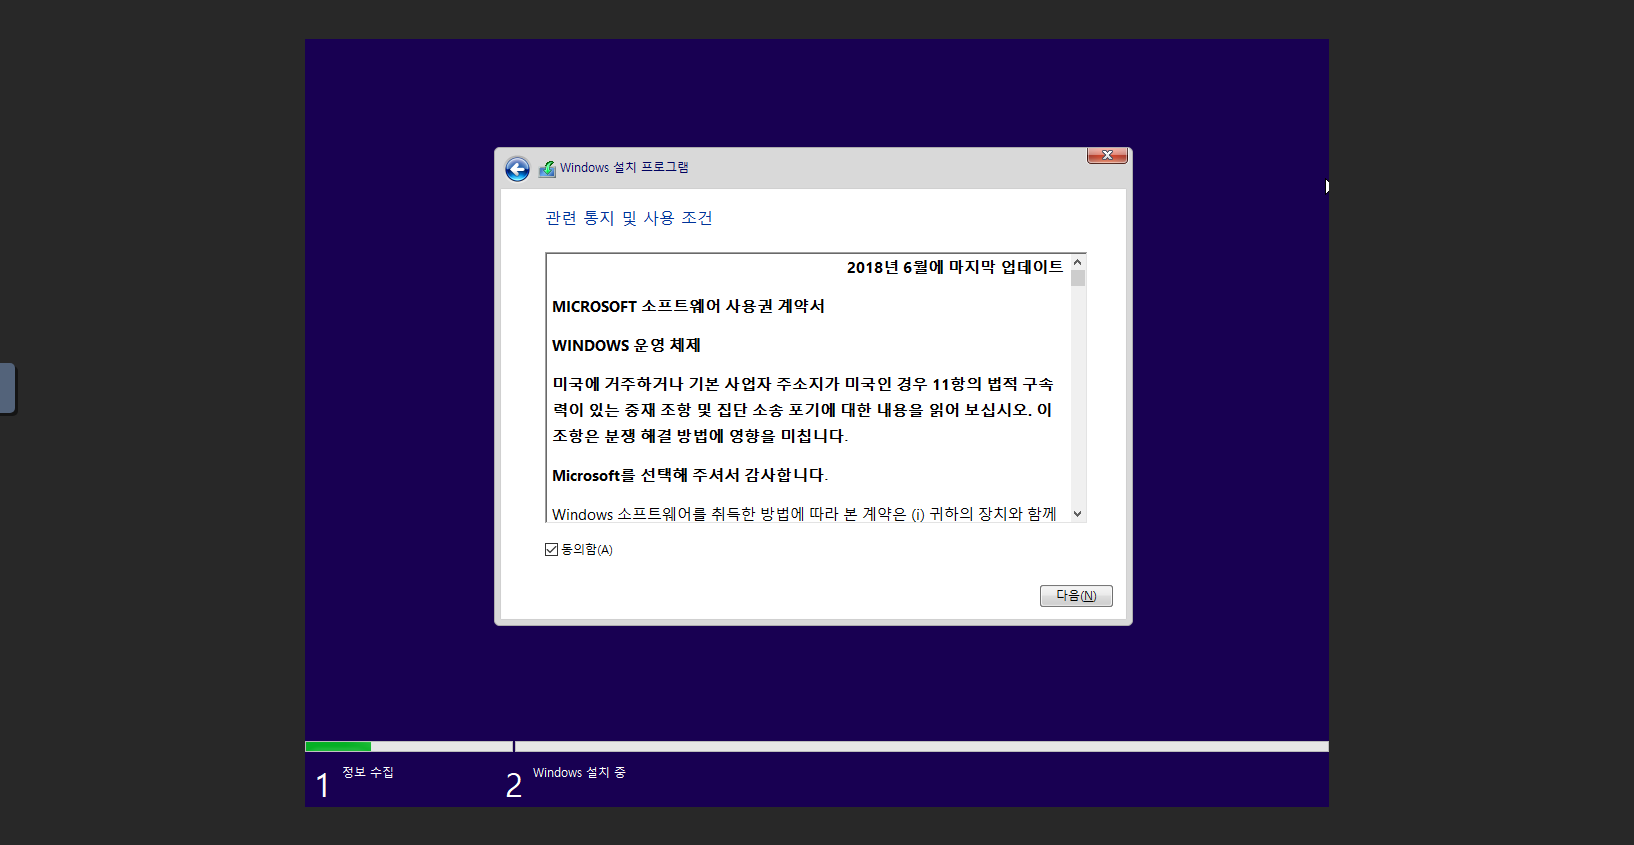 Windows 설치 프로그램
관련 통지 및 사용 조건
2018년 6월에 마지막 업데이트
MICROSOFT 소프트웨어 사용권 계약서
WINDOWS 운영 체제
미국에 거주하거나 기본 사업자 주소지가 미국인 경우 11항의 법적 구속
력이 있는 중재 조항 및 집단 소송 포기에 대한 내용을 읽어 보십시오. 이
조항은 분쟁 해결 방법에 영향을 미칩니다.
Microsoft를 선택해 주셔서 감사합니다.
Windows 소프트웨어를 취득한 방법에 따라 본 계약은 (i) 귀하의 장치와 함께
동의함(A)
다음(N)
1 정보 수집
2 Windows 설치 중